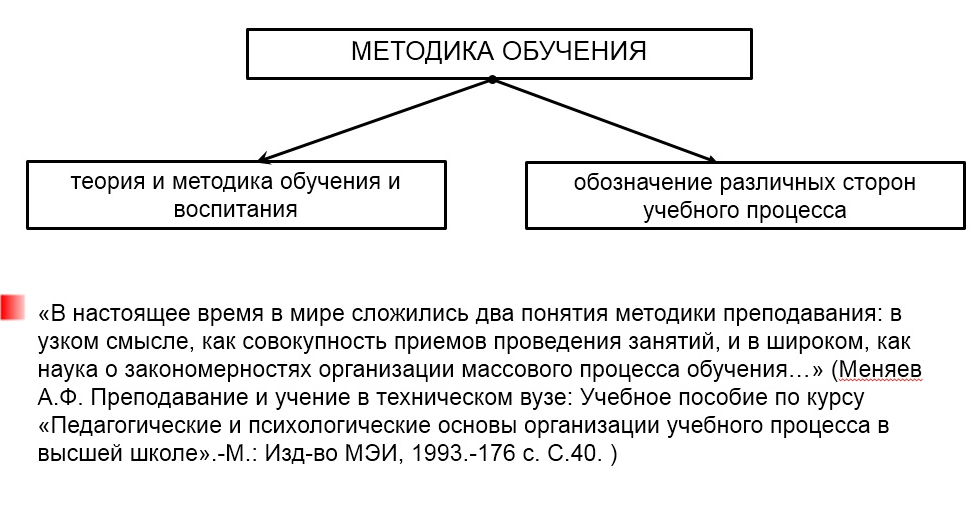 МЕТОДИКА ОБУЧЕНИЯ
теория и методика обучения и
воспитания
обозначение различных сторон
учебного процесса
«В настоящее время в мире сложились два понятия методики преподавания: в
узком смысле, как совокупность приемов проведения занятий, и в широком, как
наука о закономерностях организации массового процесса обучения…» (Меняев
А.Ф. Преподавание и учение в техническом вузе: Учебное пособие по курсу
«Педагогические и психологические основы организации учебного процесса в
высшей школе».-М.: Изд-во МЭИ, 1993.-176 с. С.40. )